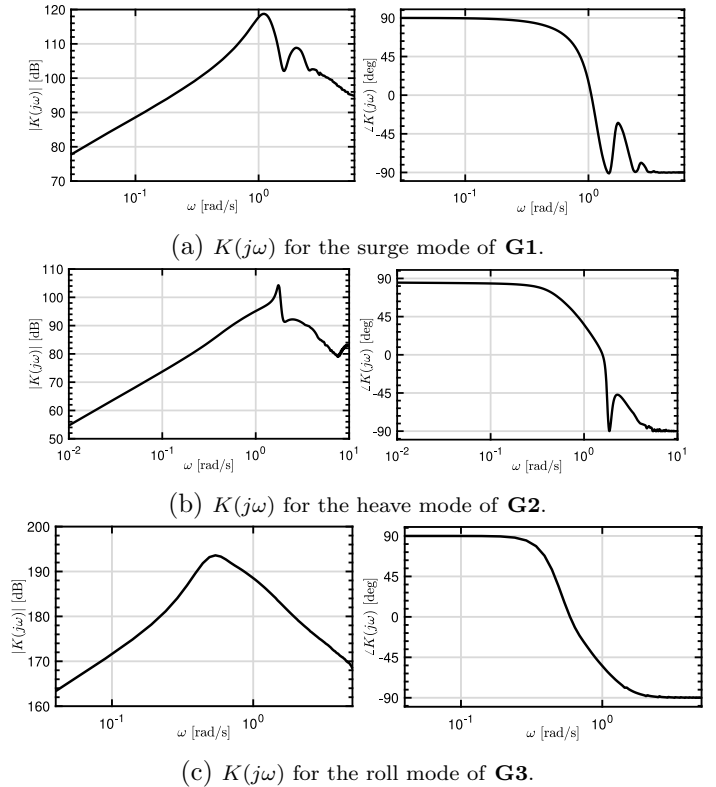 120
110
100
90
80
70
|K(jω)| [dB]
10⁻¹ 10⁰
ω [rad/s]
90
45
0
-45
-90
∠K(jω) [deg]
10⁻¹ 10⁰
ω [rad/s]
(a) K(jω) for the surge mode of G1.
110
100
90
80
70
60
50
|K(jω)| [dB]
10⁻² 10⁻¹ 10⁰ 10¹
ω [rad/s]
90
45
0
-45
-90
∠K(jω) [deg]
10⁻² 10⁻¹ 10⁰ 10¹
ω [rad/s]
(b) K(jω) for the heave mode of G2.
200
190
180
170
160
|K(jω)| [dB]
10⁻¹ 10⁰
ω [rad/s]
90
45
0
-45
-90
∠K(jω) [deg]
10⁻¹ 10⁰
ω [rad/s]
(c) K(jω) for the roll mode of G3.